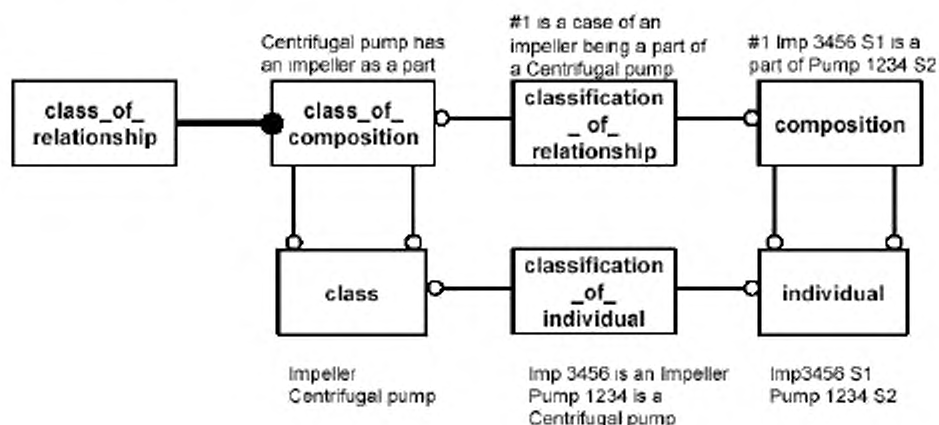 Centrifugal pump has
an impeller as a part
#1 is a case of an
impeller being a part of
a Centrifugal pump
#1 Imp 3456 S1 is a
part of Pump 1234 S2
class_of_
relationship
class_of_
composition
classification
_of_
relationship
composition
class
classification
_of_
individual
individual
Impeller
Centrifugal pump
Imp 3456 is an Impeller
Pump 1234 is a
Centrifugal pump
Imp3456 S1
Pump 1234 S2